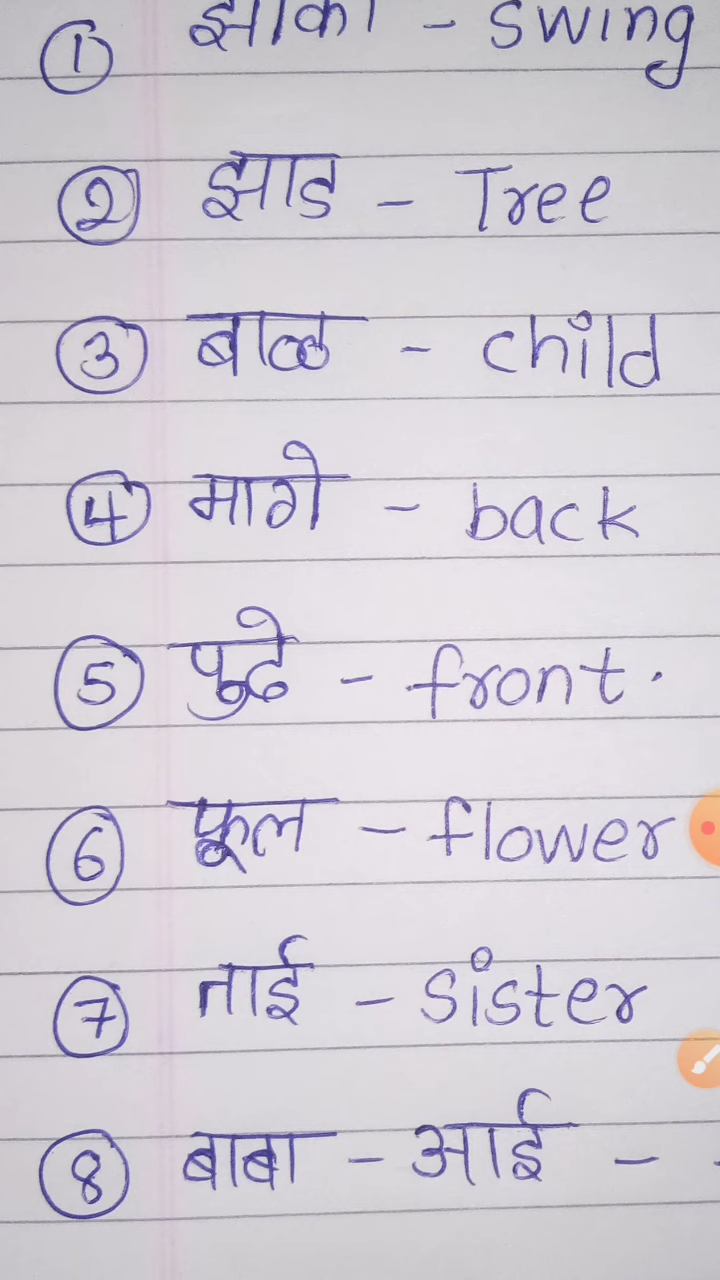 ① झोका - swing
② झाड - Tree
③ बाळ - child
④ मागे - back
⑤ पुढे - front.
⑥ फूल - flower
⑦ ताई - sister
⑧ बाबा - आई -